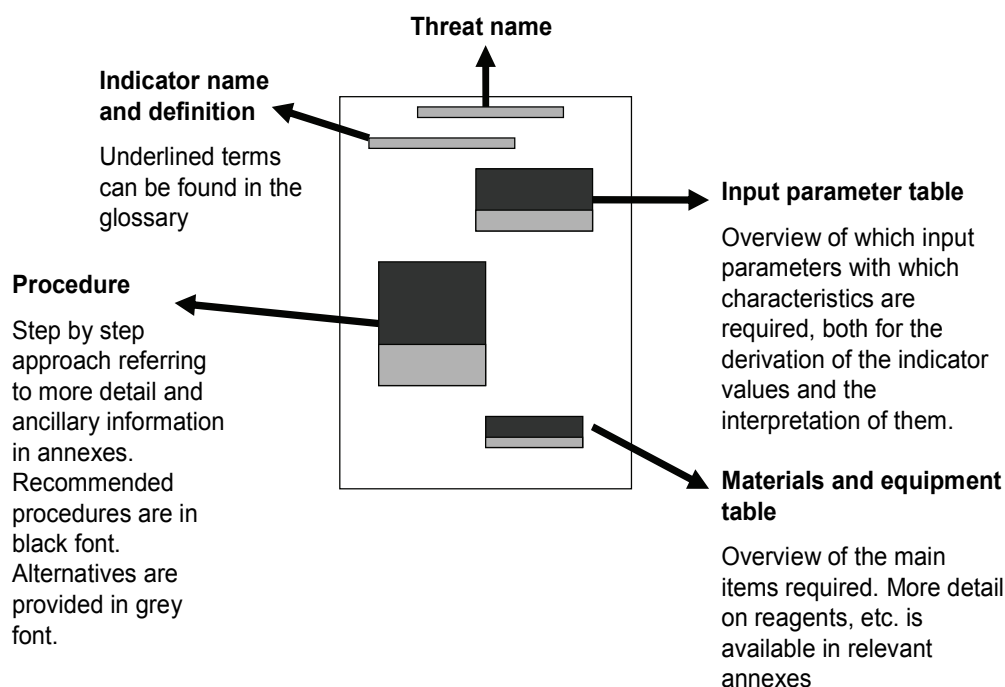 Threat name
Indicator name
and definition
Underlined terms
can be found in the
glossary
Input parameter table
Overview of which input
parameters with which
characteristics are
required, both for the
derivation of the indicator
values and the
interpretation of them.
Procedure
Step by step
approach referring
to more detail and
ancillary information
in annexes.
Recommended
procedures are in
black font.
Alternatives are
provided in grey
font.
Materials and equipment
table
Overview of the main
items required. More detail
on reagents, etc. is
available in relevant
annexes